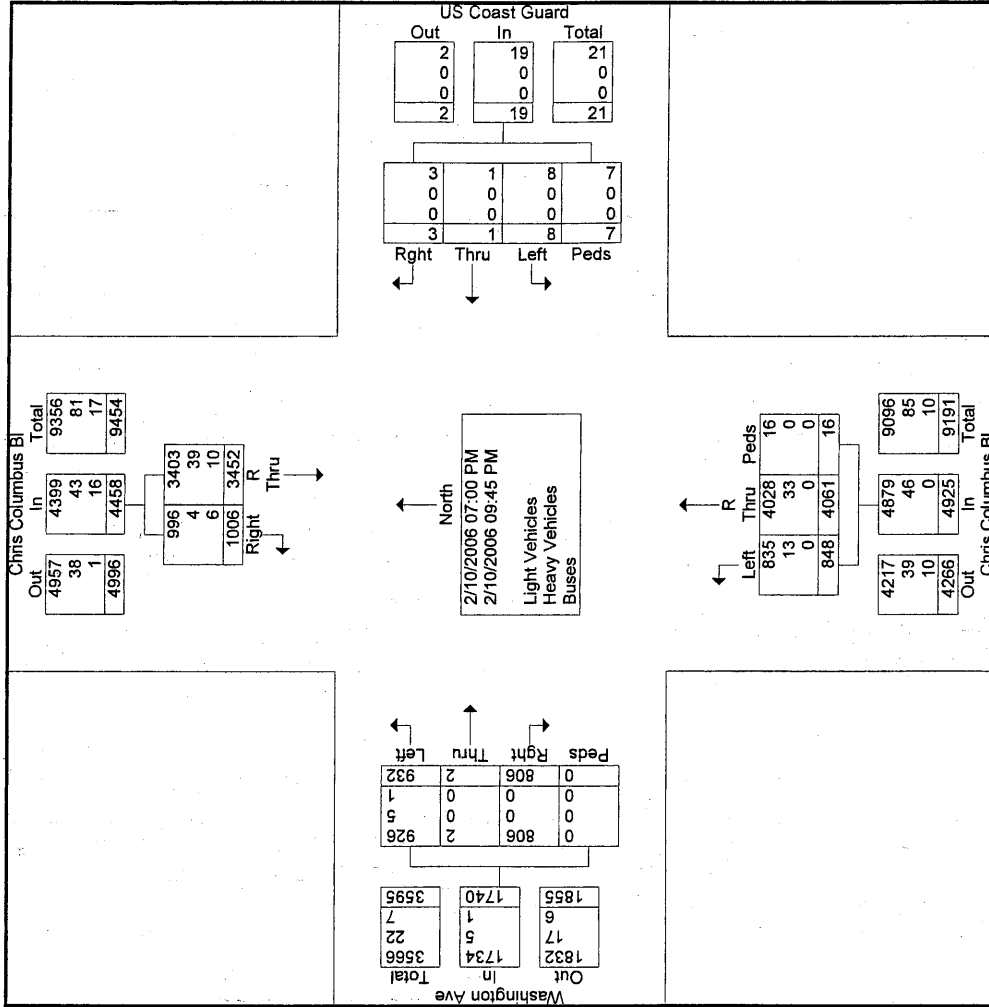 US Coast Guard
Out In Total
2 19 21
0 0 0
0 0 0
2 19 21
3 1 8 7
0 0 0 0
0 0 0 0
3 1 8 7
Rght Thru Left Peds
Chris Columbus Bl
Out In Total
4957 4399 9356
38 43 81
1 16 17
4996 4458 9454
996 3403
4 39
6 10
1006 3452
Right R
Thru
North
2/10/2006 07:00 PM
2/10/2006 09:45 PM
Light Vehicles
Heavy Vehicles
Buses
R
Left Thru Peds
835 4028 16
13 33 0
0 0 0
848 4061 16
4217 4879 9096
39 46 85
10 0 10
4266 4925 9191
Out In Total
Chris Columbus Bl
Peds Rght Thru Left
0 806 2 932
0 0 0 1
0 0 0 5
0 806 2 926
1855 1740 3595
6 1 7
17 5 22
1832 1734 3566
Out In Total
Washington Ave